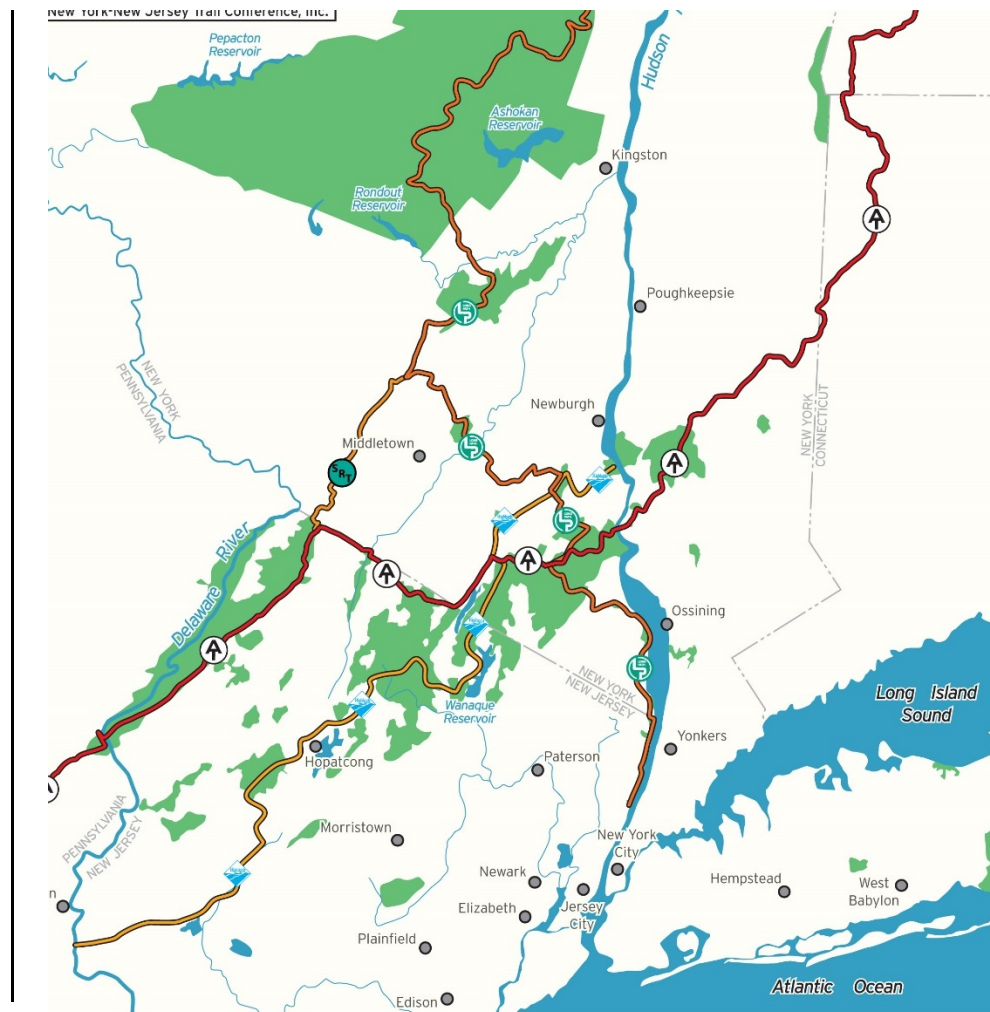 New York-New Jersey Trail Conference, Inc.
Pepacton
Reservoir
Hudson
Ashokan
Reservoir
Kingston
Rondout
Reservoir
Poughkeepsie
NEW YORK
PENNSYLVANIA
Newburgh
NEW YORK
CONNECTICUT
Middletown
SRT
Delaware River
Ossining
NEW YORK
NEW JERSEY
Wanaque
Reservoir
Long Island
Sound
Hopatcong
Yonkers
Paterson
PENNSYLVANIA
NEW JERSEY
Morristown
New York
City
Newark
Hempstead
West
Babylon
n
Elizabeth
Jersey
City
Plainfield
Edison
Atlantic Ocean